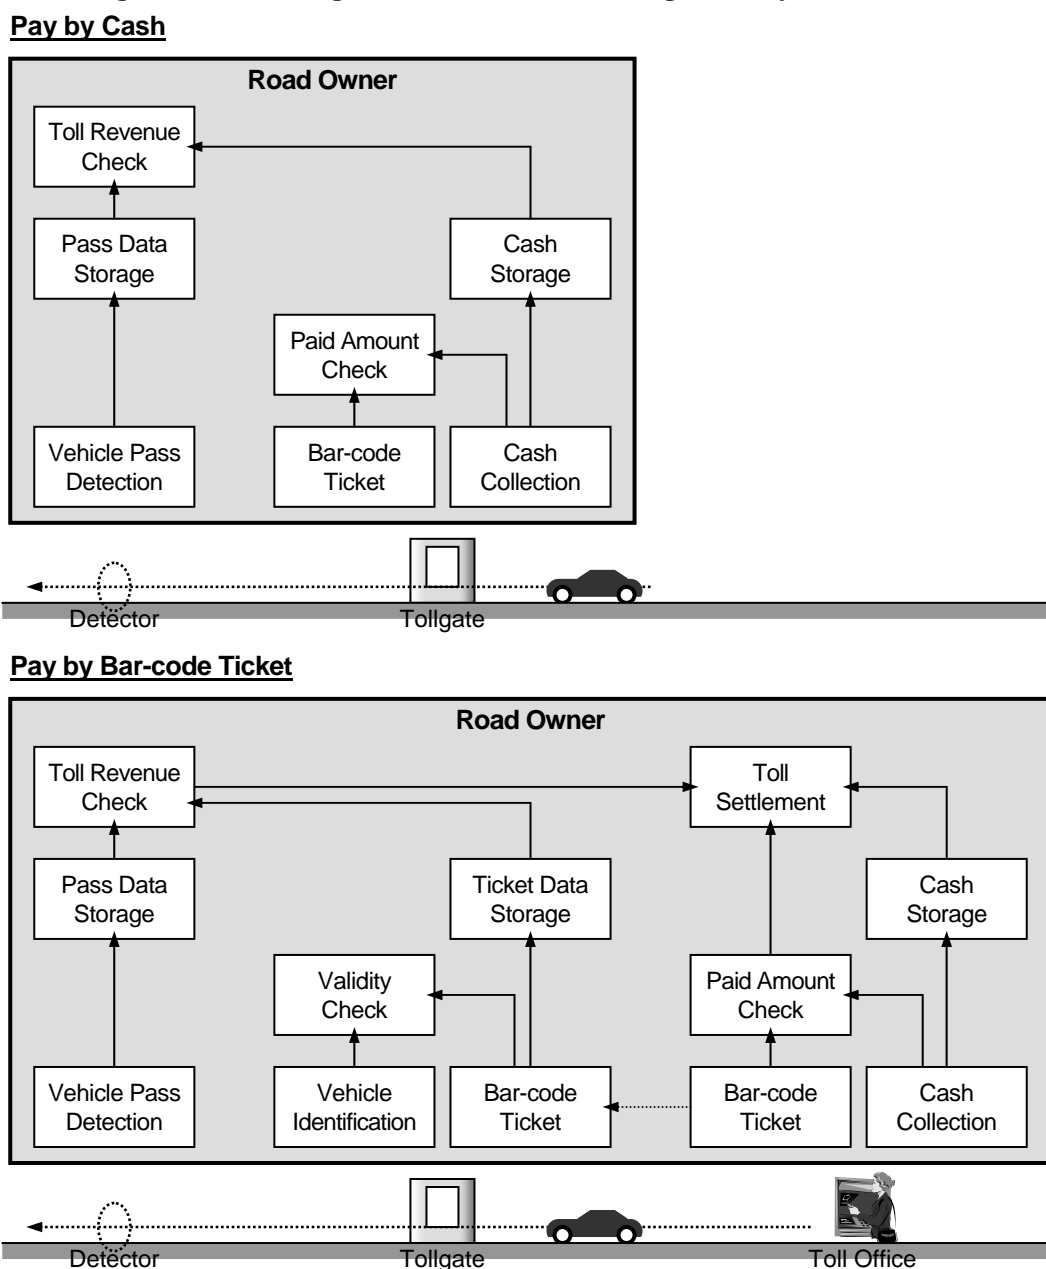 Pay by Cash
Road Owner
Toll Revenue
Check
Pass Data
Storage
Cash
Storage
Paid Amount
Check
Vehicle Pass
Detection
Bar-code
Ticket
Cash
Collection
Detector
Tollgate
Pay by Bar-code Ticket
Road Owner
Toll Revenue
Check
Toll
Settlement
Pass Data
Storage
Ticket Data
Storage
Cash
Storage
Validity
Check
Paid Amount
Check
Vehicle Pass
Detection
Vehicle
Identification
Bar-code
Ticket
Bar-code
Ticket
Cash
Collection
Detector
Tollgate
Toll Office